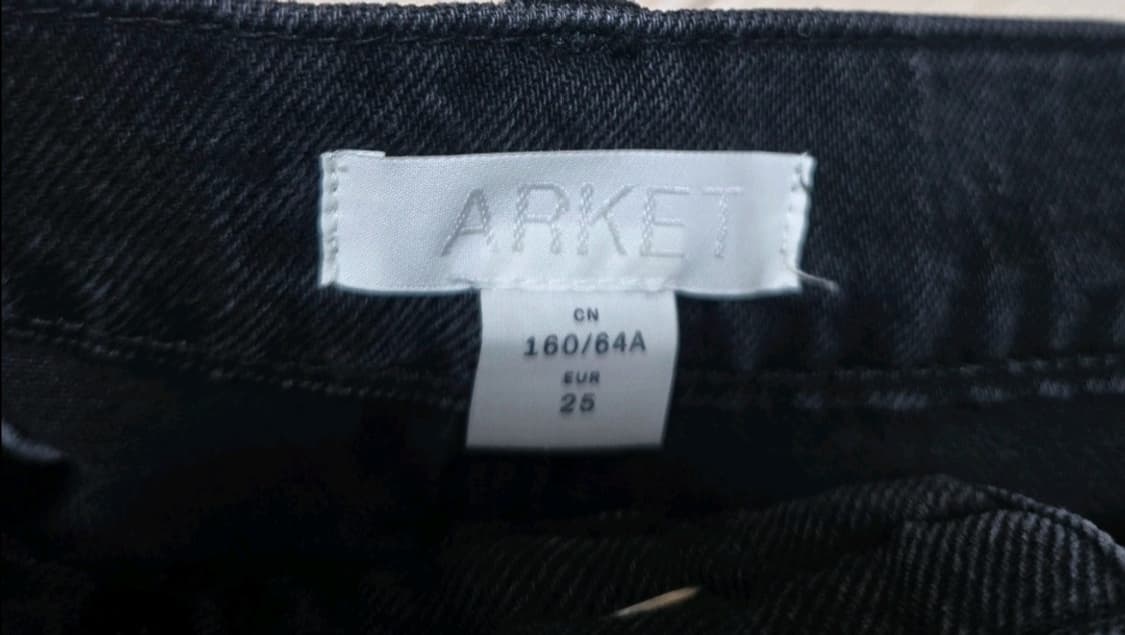 ARKET
CN
160/64A
EUR
25